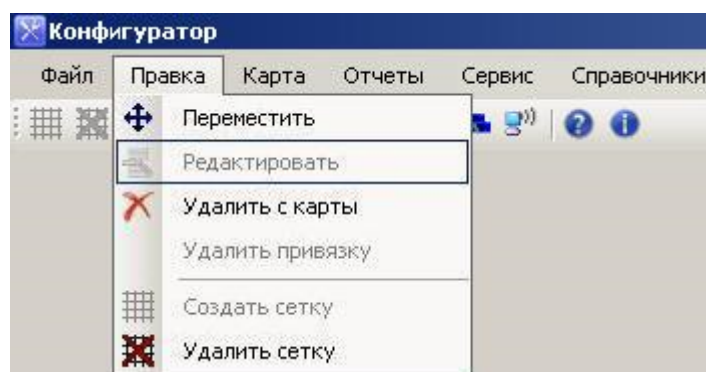 Конфигуратор
Файл Правка Карта Отчеты Сервис Справочники
Переместить
Редактировать
Удалить с карты
Удалить привязку
Создать сетку
Удалить сетку